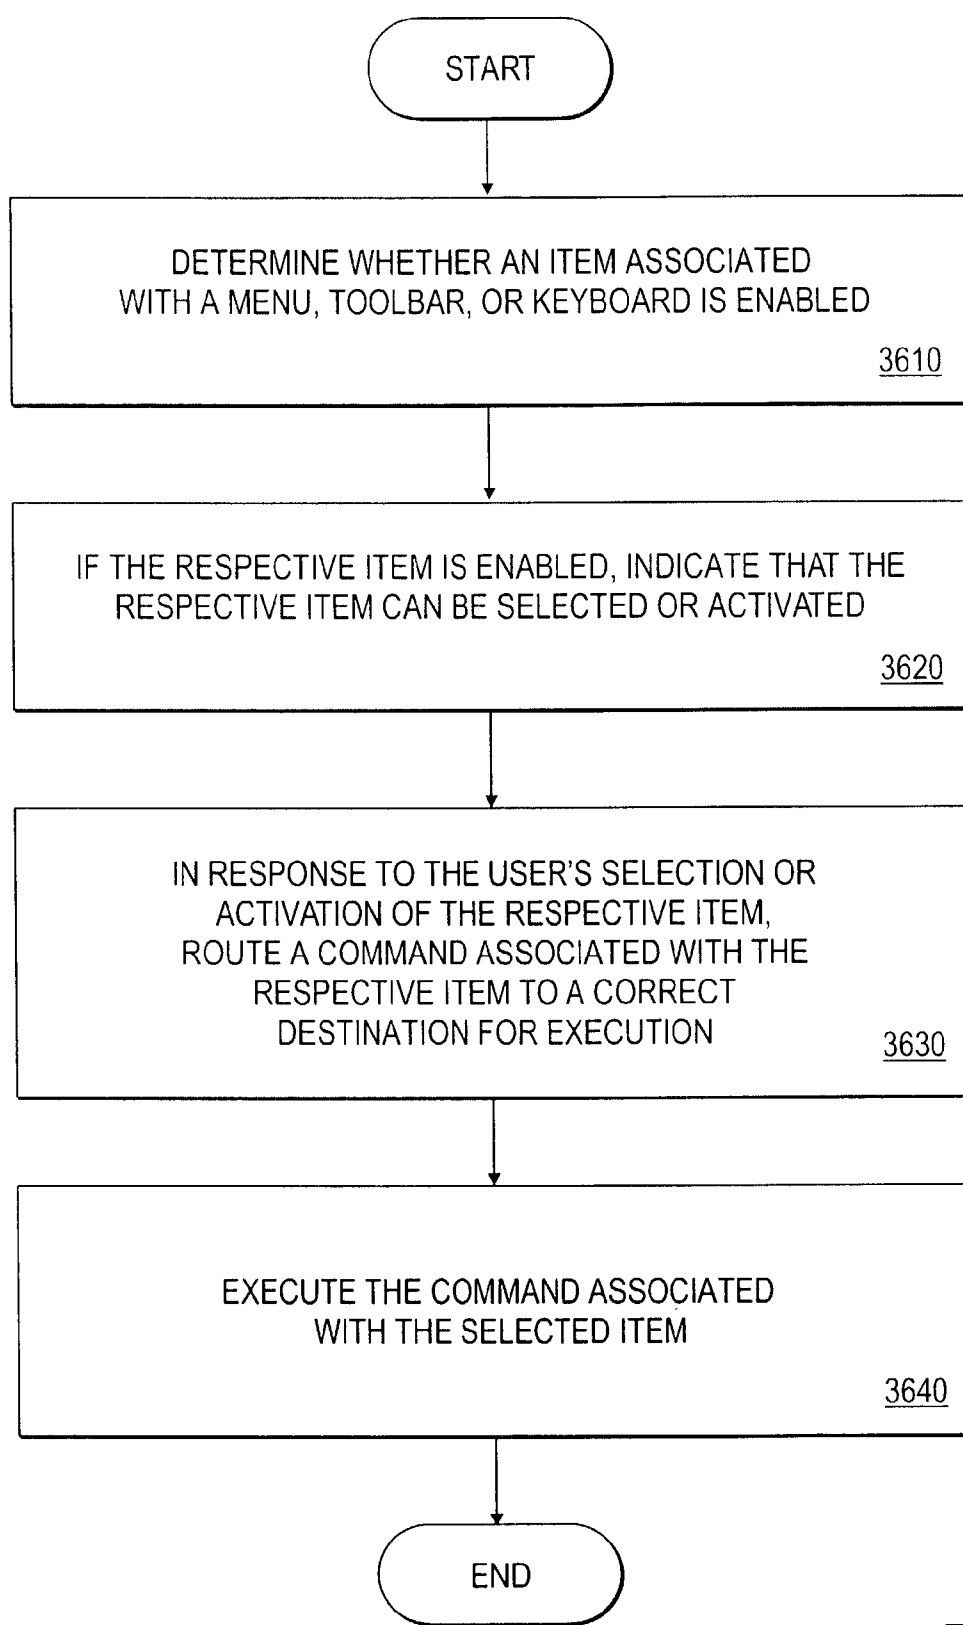 START
DETERMINE WHETHER AN ITEM ASSOCIATED
WITH A MENU, TOOLBAR, OR KEYBOARD IS ENABLED
3610
IF THE RESPECTIVE ITEM IS ENABLED, INDICATE THAT THE
RESPECTIVE ITEM CAN BE SELECTED OR ACTIVATED
3620
IN RESPONSE TO THE USER'S SELECTION OR
ACTIVATION OF THE RESPECTIVE ITEM,
ROUTE A COMMAND ASSOCIATED WITH THE
RESPECTIVE ITEM TO A CORRECT
DESTINATION FOR EXECUTION
3630
EXECUTE THE COMMAND ASSOCIATED
WITH THE SELECTED ITEM
3640
END